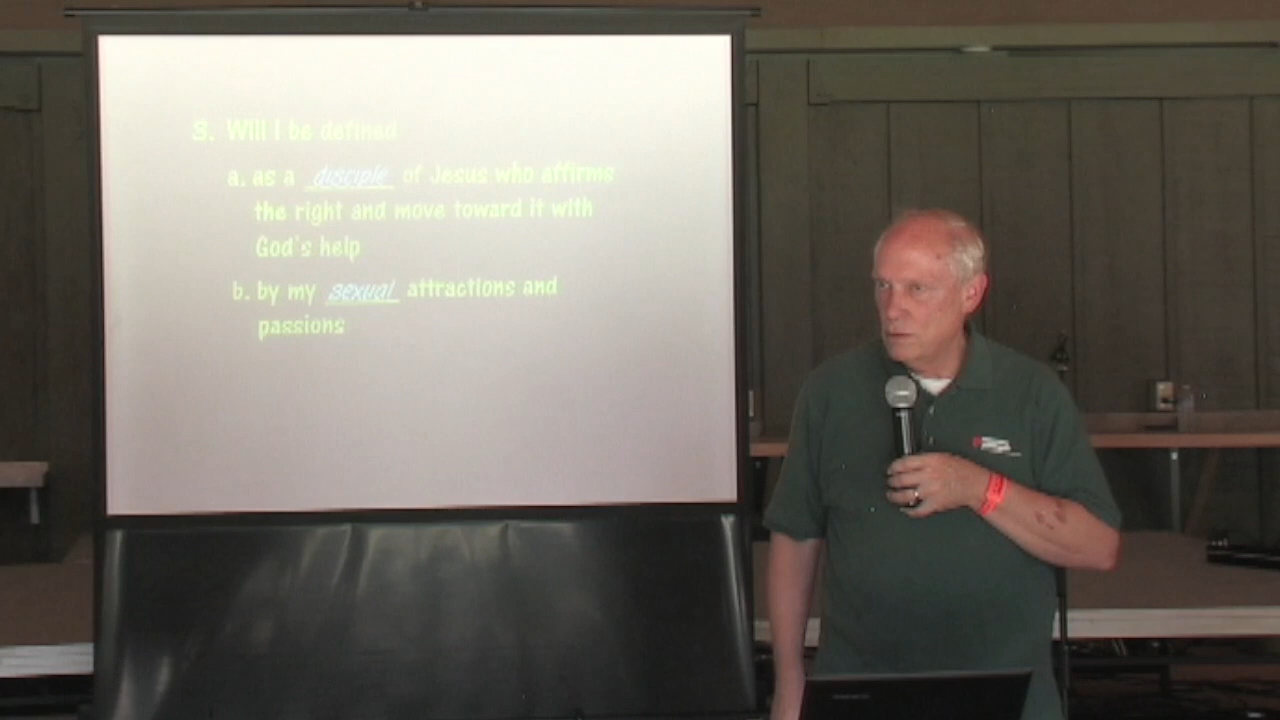 3. Will I be defined
a. as a disciple of Jesus who affirms
the right and move toward it with
God's help
b. by my sexual attractions and
passions